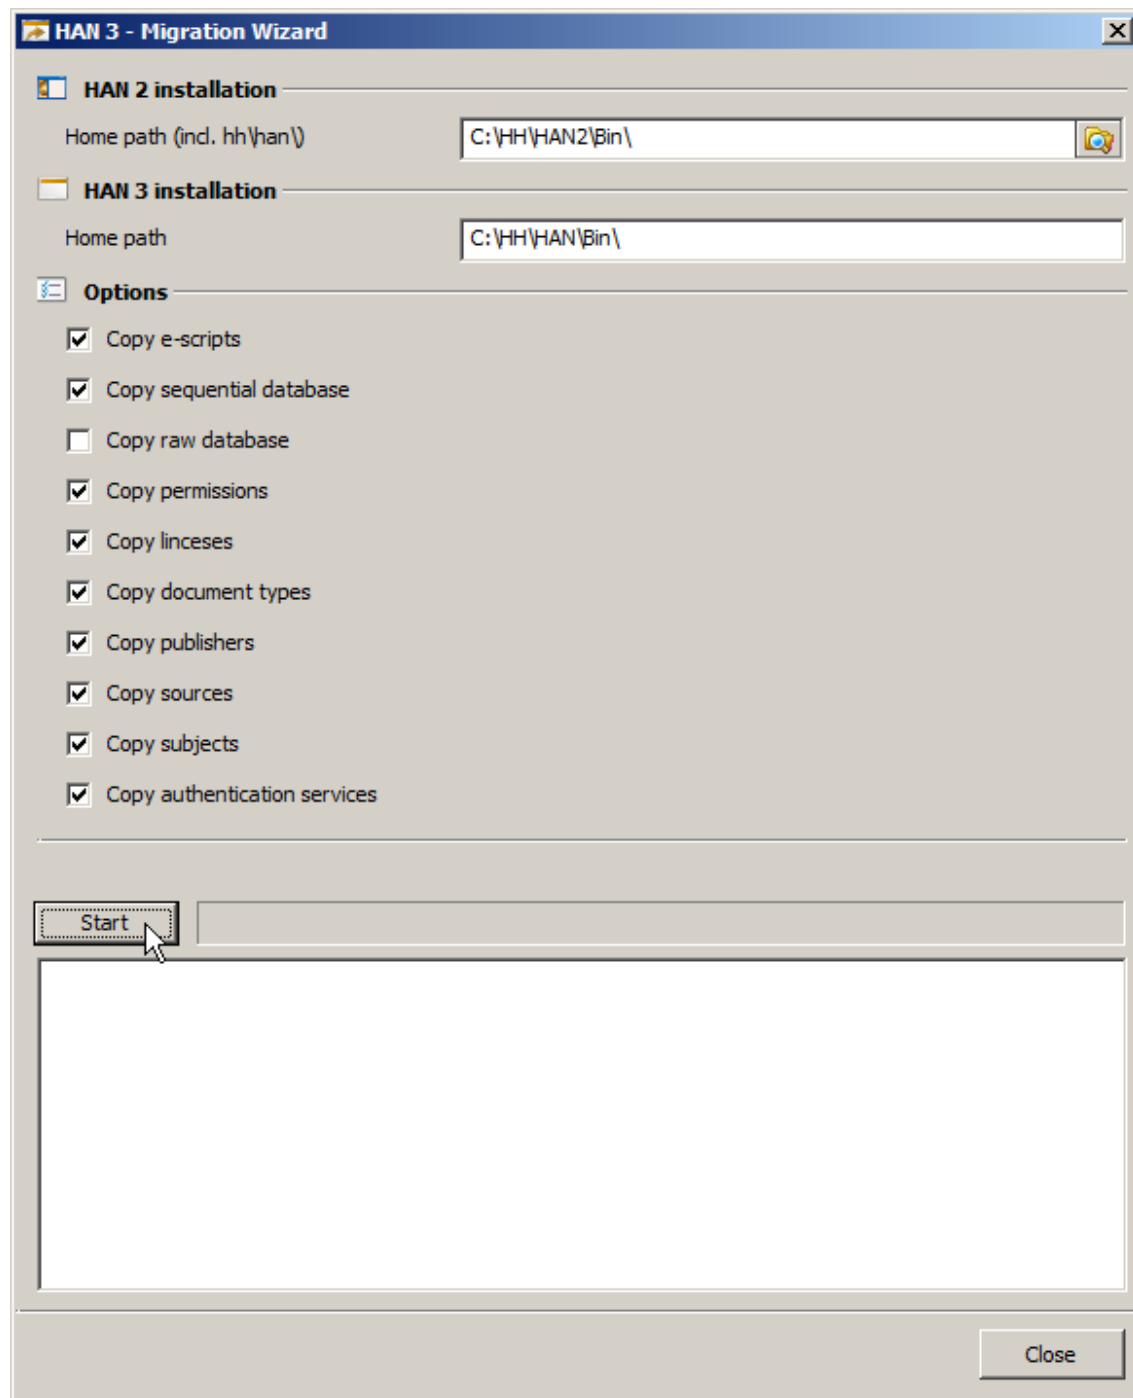 HAN 3 - Migration Wizard
HAN 2 installation
Home path (incl. hh\han\)
C:\HH\HAN2\Bin\
HAN 3 installation
Home path
C:\HH\HAN\Bin\
Options
Copy e-scripts
Copy sequential database
Copy raw database
Copy permissions
Copy linceses
Copy document types
Copy publishers
Copy sources
Copy subjects
Copy authentication services
Start
Close